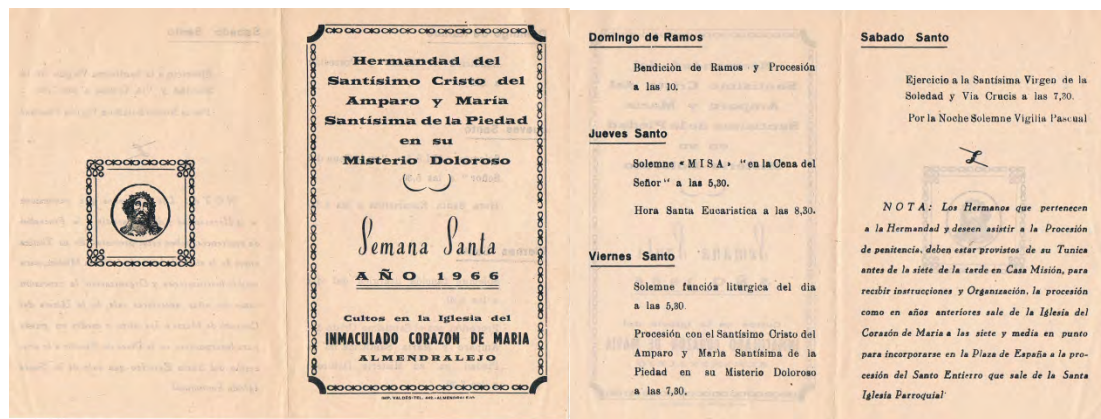 Hermandad del
Santísimo Cristo del
Amparo y María
Santísima de la Piedad
en su
Misterio Doloroso
Semana Santa
AÑO 1966
Cultos en la Iglesia del
INMACULADO CORAZON DE MARIA
ALMENDRALEJO
IMP. VALDÉS-TEL. -ALMENDRALEJO
Domingo de Ramos
Bendición de Ramos y Procesión
a las 10.
Jueves Santo
Solemne «MISA» "en la Cena del
Señor" a las 5,30.
Hora Santa Eucaristica a las 8,30.
Viernes Santo
Solemne función liturgica del dia
a las 5,30
Procesión con el Santísimo Cristo del
Amparo y María Santísima de la
Piedad en su Misterio Doloroso
a las 7,30.
Sabado Santo
Ejercicio a la Santísima Virgen de la
Soledad y Via Crucis a las 7,30.
Por la Noche Solemne Vigilia Pascual
NOTA: Los Hermanos que pertenecen
a la Hermandad y deseen asistir a la Procesión
de penitencia, deben estar provistos de su Tunica
antes de la siete de la tarde en Casa Misión, para
recibir instrucciones y Organización, la procesión
como en años anteriores sale de la Iglesia del
Corazón de María a las siete y media en punto
para incorporarse en la Plaza de España a la pro-
cesión del Santo Entierro que sale de la Santa
Iglesia Parroquial